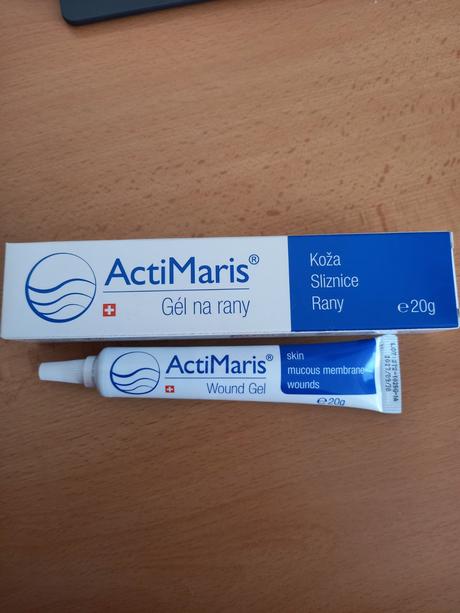 ActiMaris®
Gél na rany
Koža
Sliznice
Rany
℮20g
ActiMaris®
Wound Gel
skin
mucous membrane
wounds
℮20g